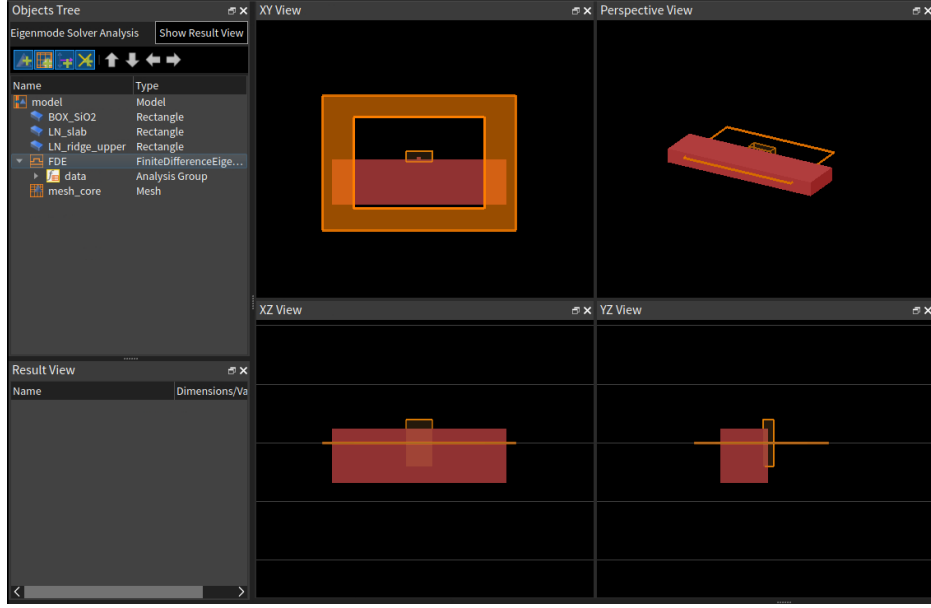 Objects Tree
Eigenmode Solver Analysis Show Result View
Name Type
model Model
BOX_SiO2 Rectangle
LN_slab Rectangle
LN_ridge_upper Rectangle
FDE FiniteDifferenceEige...
data Analysis Group
mesh_core Mesh
Result View
Name Dimensions/Va
XY View
Perspective View
XZ View
YZ View